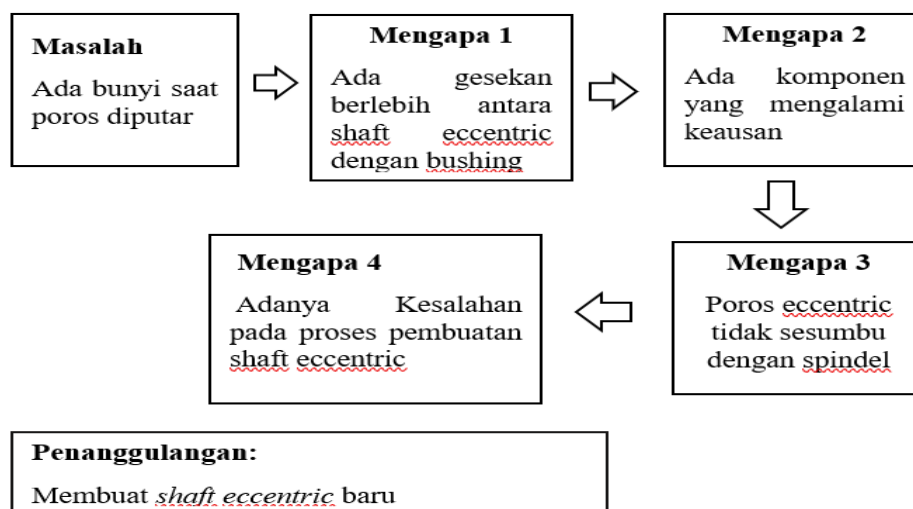 Masalah
Ada bunyi saat
poros diputar
Mengapa 1
Ada gesekan
berlebih antara
shaft eccentric
dengan bushing
Mengapa 2
Ada komponen
yang mengalami
keausan
Mengapa 3
Poros eccentric
tidak sesumbu
dengan spindel
Mengapa 4
Adanya Kesalahan
pada proses pembuatan
shaft eccentric
Penanggulangan:
Membuat shaft eccentric baru